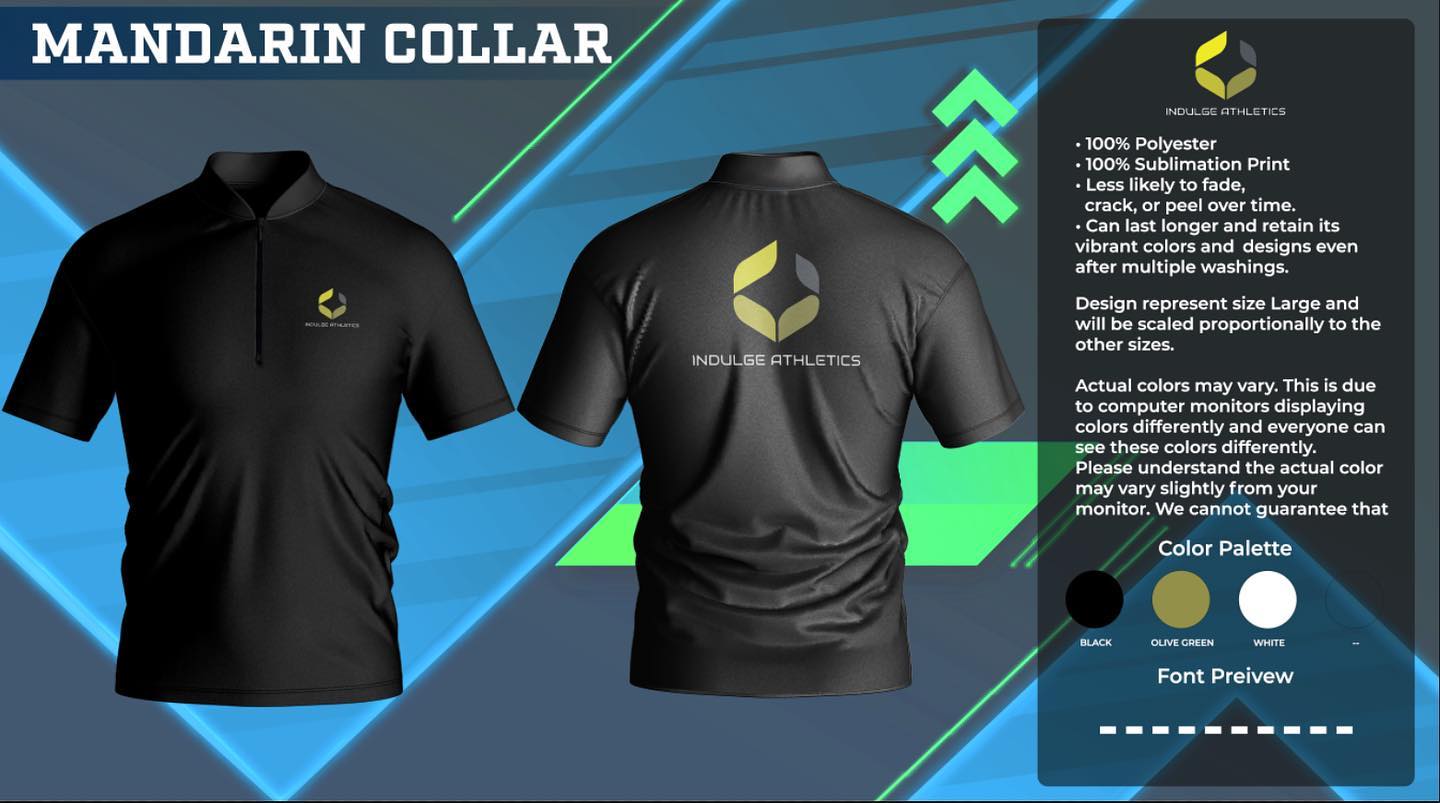 MANDARIN COLLAR
INDULGE ATHLETICS
INDULGE ATHLETICS
INDULGE ATHLETICS
• 100% Polyester
• 100% Sublimation Print
• Less likely to fade,
crack, or peel over time.
• Can last longer and retain its
vibrant colors and designs even
after multiple washings.
Design represent size Large and
will be scaled proportionally to the
other sizes.
Actual colors may vary. This is due
to computer monitors displaying
colors differently and everyone can
see these colors differently.
Please understand the actual color
may vary slightly from your
monitor. We cannot guarantee that
Color Palette
BLACK OLIVE GREEN WHITE --
Font Preivew